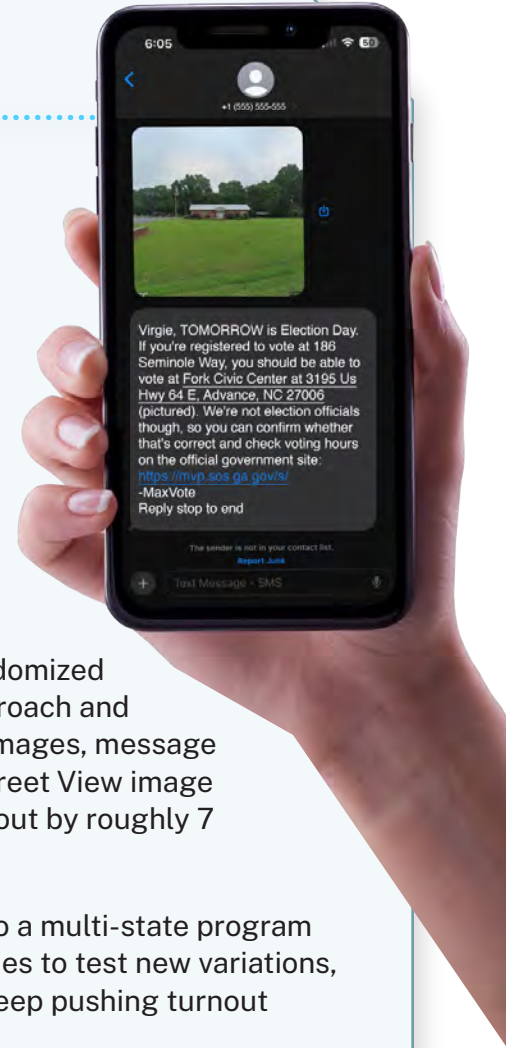 6:05
50
+1 (555) 555-555
Virgie, TOMORROW is Election Day.
If you're registered to vote at 186
Seminole Way, you should be able to
vote at Fork Civic Center at 3195 Us
Hwy 64 E, Advance, NC 27006
(pictured). We're not election officials
though, so you can confirm whether
that's correct and check voting hours
on the official government site:
https://mvp.sos.ga.gov/s/
-MaxVote
Reply stop to end
The sender is not in your contact list.
Report Junk
Text Message - SMS
domized
roach and
mages, message
reet View image
out by roughly 7
o a multi-state program
es to test new variations,
eep pushing turnout